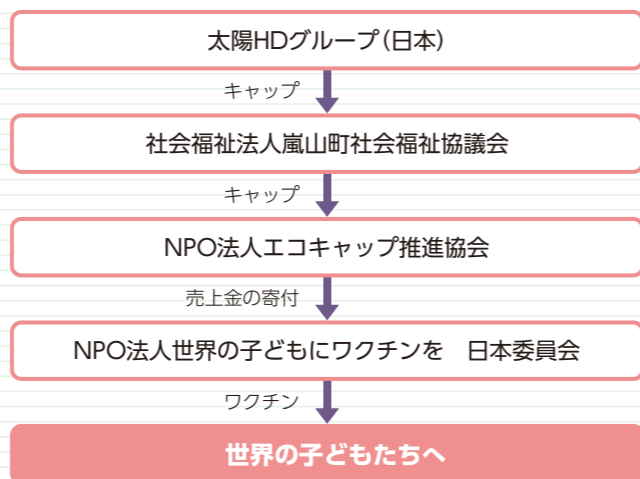 太陽HDグループ（日本）
キャップ
社会福祉法人嵐山町社会福祉協議会
キャップ
NPO法人エコキャップ推進協会
売上金の寄付
NPO法人世界の子どもにワクチンを　日本委員会
ワクチン
世界の子どもたちへ